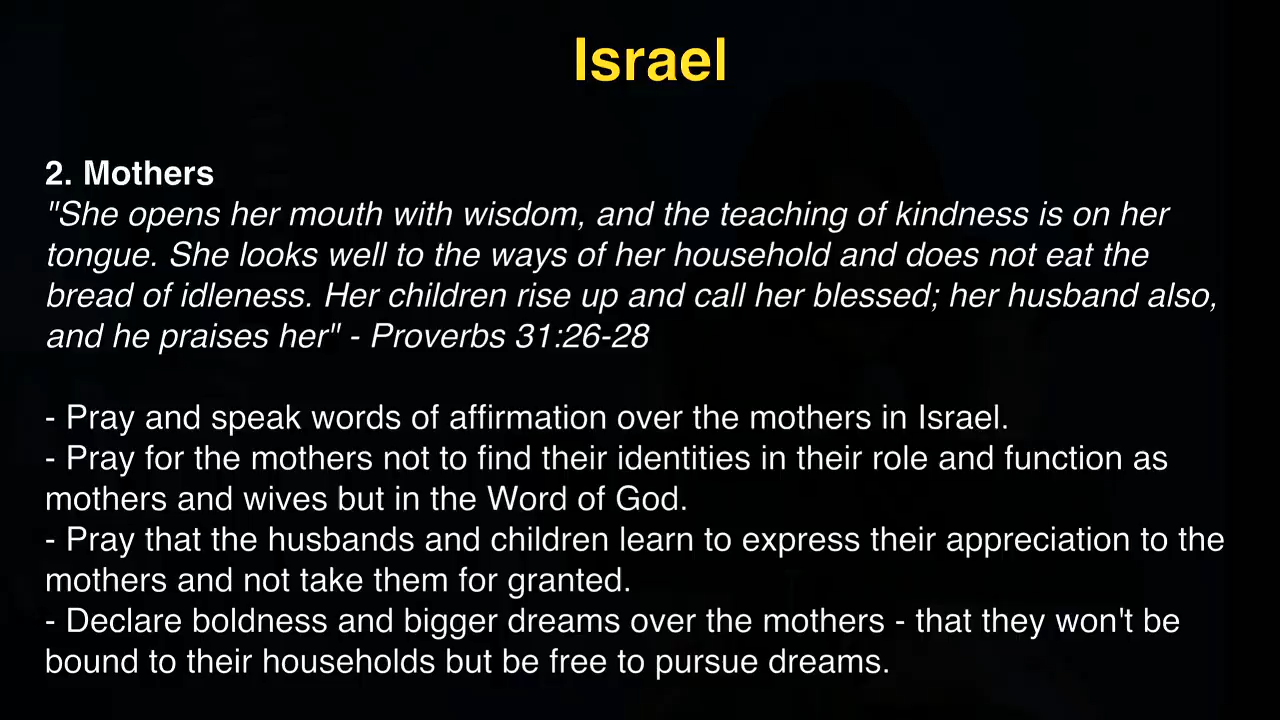 Israel
2. Mothers
"She opens her mouth with wisdom, and the teaching of kindness is on her
tongue. She looks well to the ways of her household and does not eat the
bread of idleness. Her children rise up and call her blessed; her husband also,
and he praises her" - Proverbs 31:26-28
- Pray and speak words of affirmation over the mothers in Israel.
- Pray for the mothers not to find their identities in their role and function as
mothers and wives but in the Word of God.
- Pray that the husbands and children learn to express their appreciation to the
mothers and not take them for granted.
- Declare boldness and bigger dreams over the mothers - that they won't be
bound to their households but be free to pursue dreams.